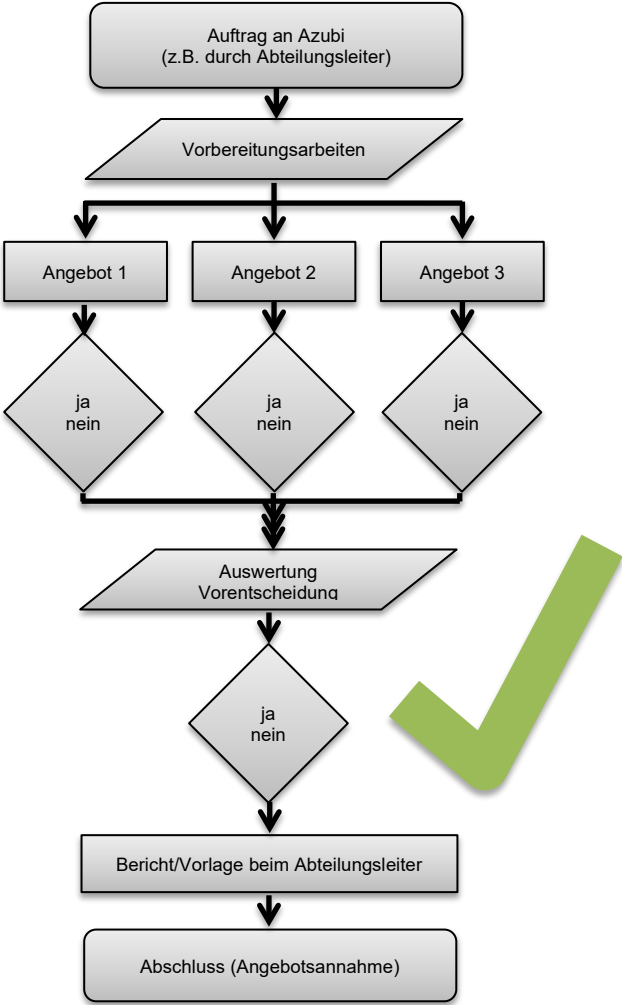 Auftrag an Azubi
(z.B. durch Abteilungsleiter)
Vorbereitungsarbeiten
Angebot 1
Angebot 2
Angebot 3
ja
nein
ja
nein
ja
nein
Auswertung
Vorentscheidung
ja
nein
Bericht/Vorlage beim Abteilungsleiter
Abschluss (Angebotsannahme)